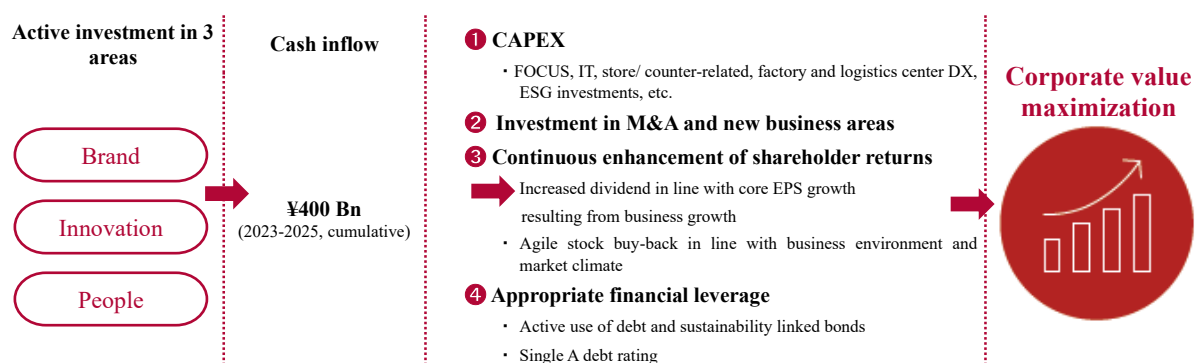 Active investment in 3
areas
Brand
Innovation
People
Cash inflow
¥400 Bn
(2023-2025, cumulative)
❶ CAPEX
・FOCUS, IT, store/ counter-related, factory and logistics center DX,
ESG investments, etc.
❷ Investment in M&A and new business areas
❸ Continuous enhancement of shareholder returns
Increased dividend in line with core EPS growth
resulting from business growth
・ Agile stock buy-back in line with business environment and
market climate
❹ Appropriate financial leverage
・ Active use of debt and sustainability linked bonds
・ Single A debt rating
Corporate value
maximization